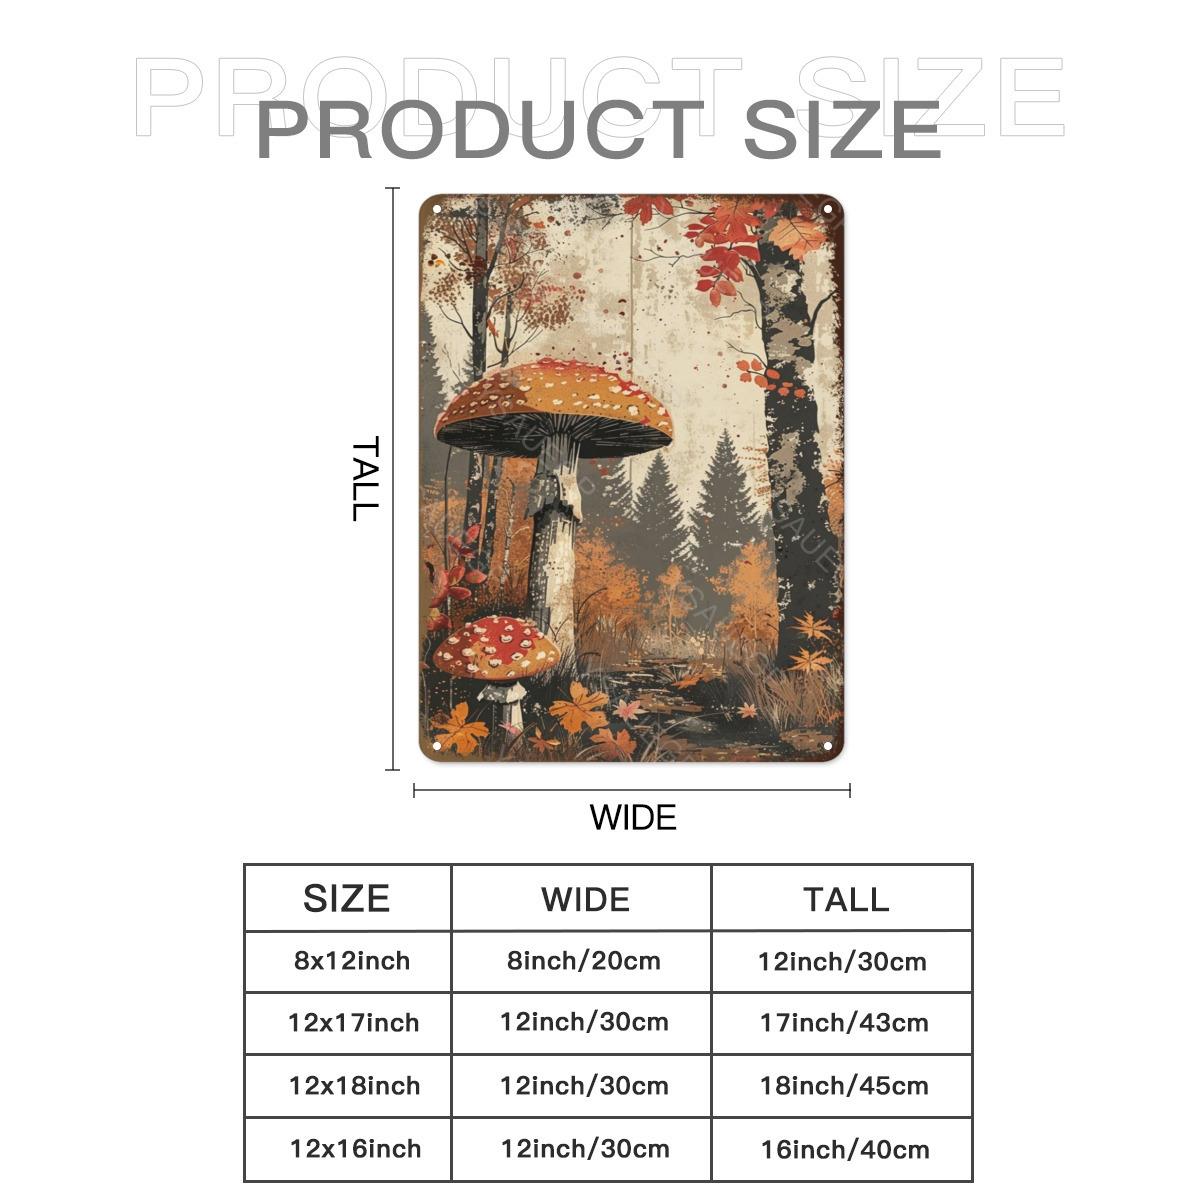 PRODUCT SIZE
PRODUCT SIZE
TALL
WIDE
SIZE WIDE TALL
8x12inch 8inch/20cm 12inch/30cm
12x17inch 12inch/30cm 17inch/43cm
12x18inch 12inch/30cm 18inch/45cm
12x16inch 12inch/30cm 16inch/40cm